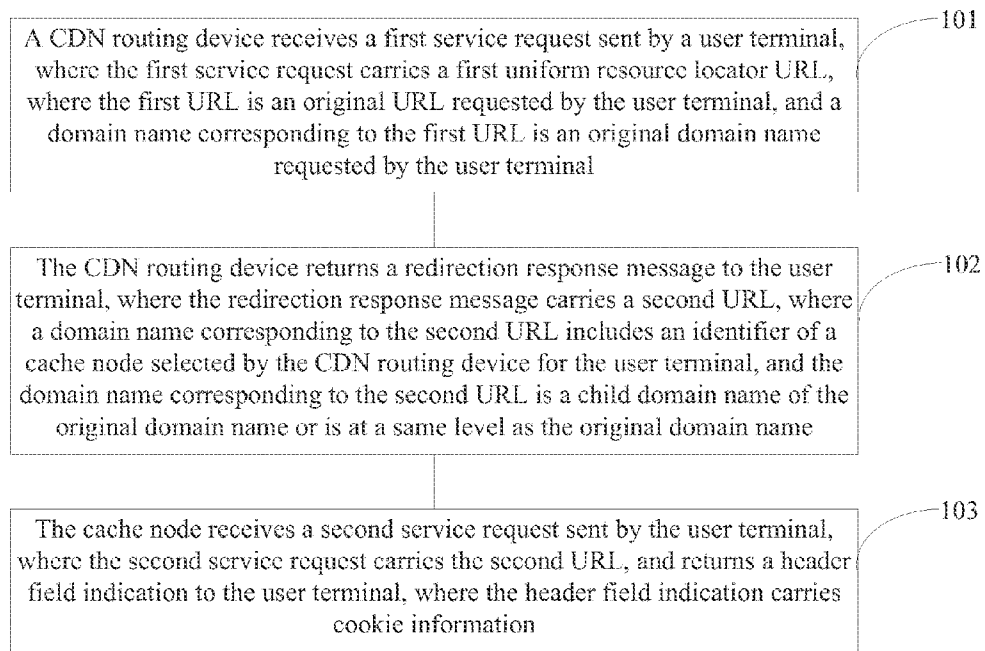 101
A CDN routing device receives a first service request sent by a user terminal,
where the first service request carries a first uniform resource locator URL,
where the first URL is an original URL requested by the user terminal, and a
domain name corresponding to the first URL is an original domain name
requested by the user terminal
102
The CDN routing device returns a redirection response message to the user
terminal, where the redirection response message carries a second URL, where
a domain name corresponding to the second URL includes an identifier of a
cache node selected by the CDN routing device for the user terminal, and the
domain name corresponding to the second URL is a child domain name of the
original domain name or is at a same level as the original domain name
103
The cache node receives a second service request sent by the user terminal,
where the second service request carries the second URL, and returns a header
field indication to the user terminal, where the header field indication carries
cookie information